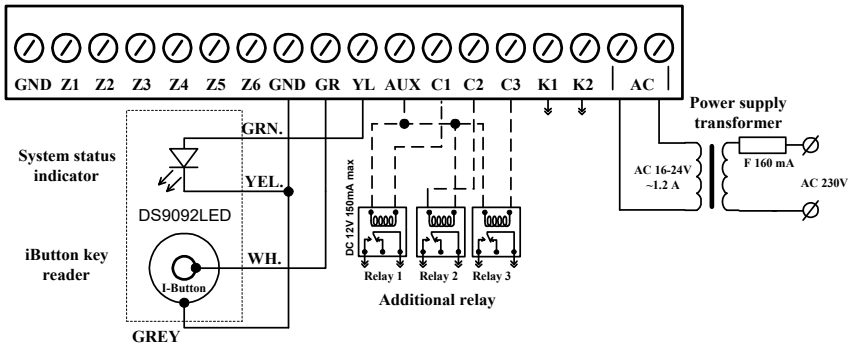 GND Z1 Z2 Z3 Z4 Z5 Z6 GND GR YL AUX C1 C2 C3 K1 K2 AC
Power supply
transformer
GRN.
F 160 mA
System status
indicator
AC 16-24V
~1.2 A
AC 230V
YEL.
DC 12V 150mA max
DS9092LED
iButton key
reader
WH.
I-Button
Relay 1 Relay 2 Relay 3
Additional relay
GREY